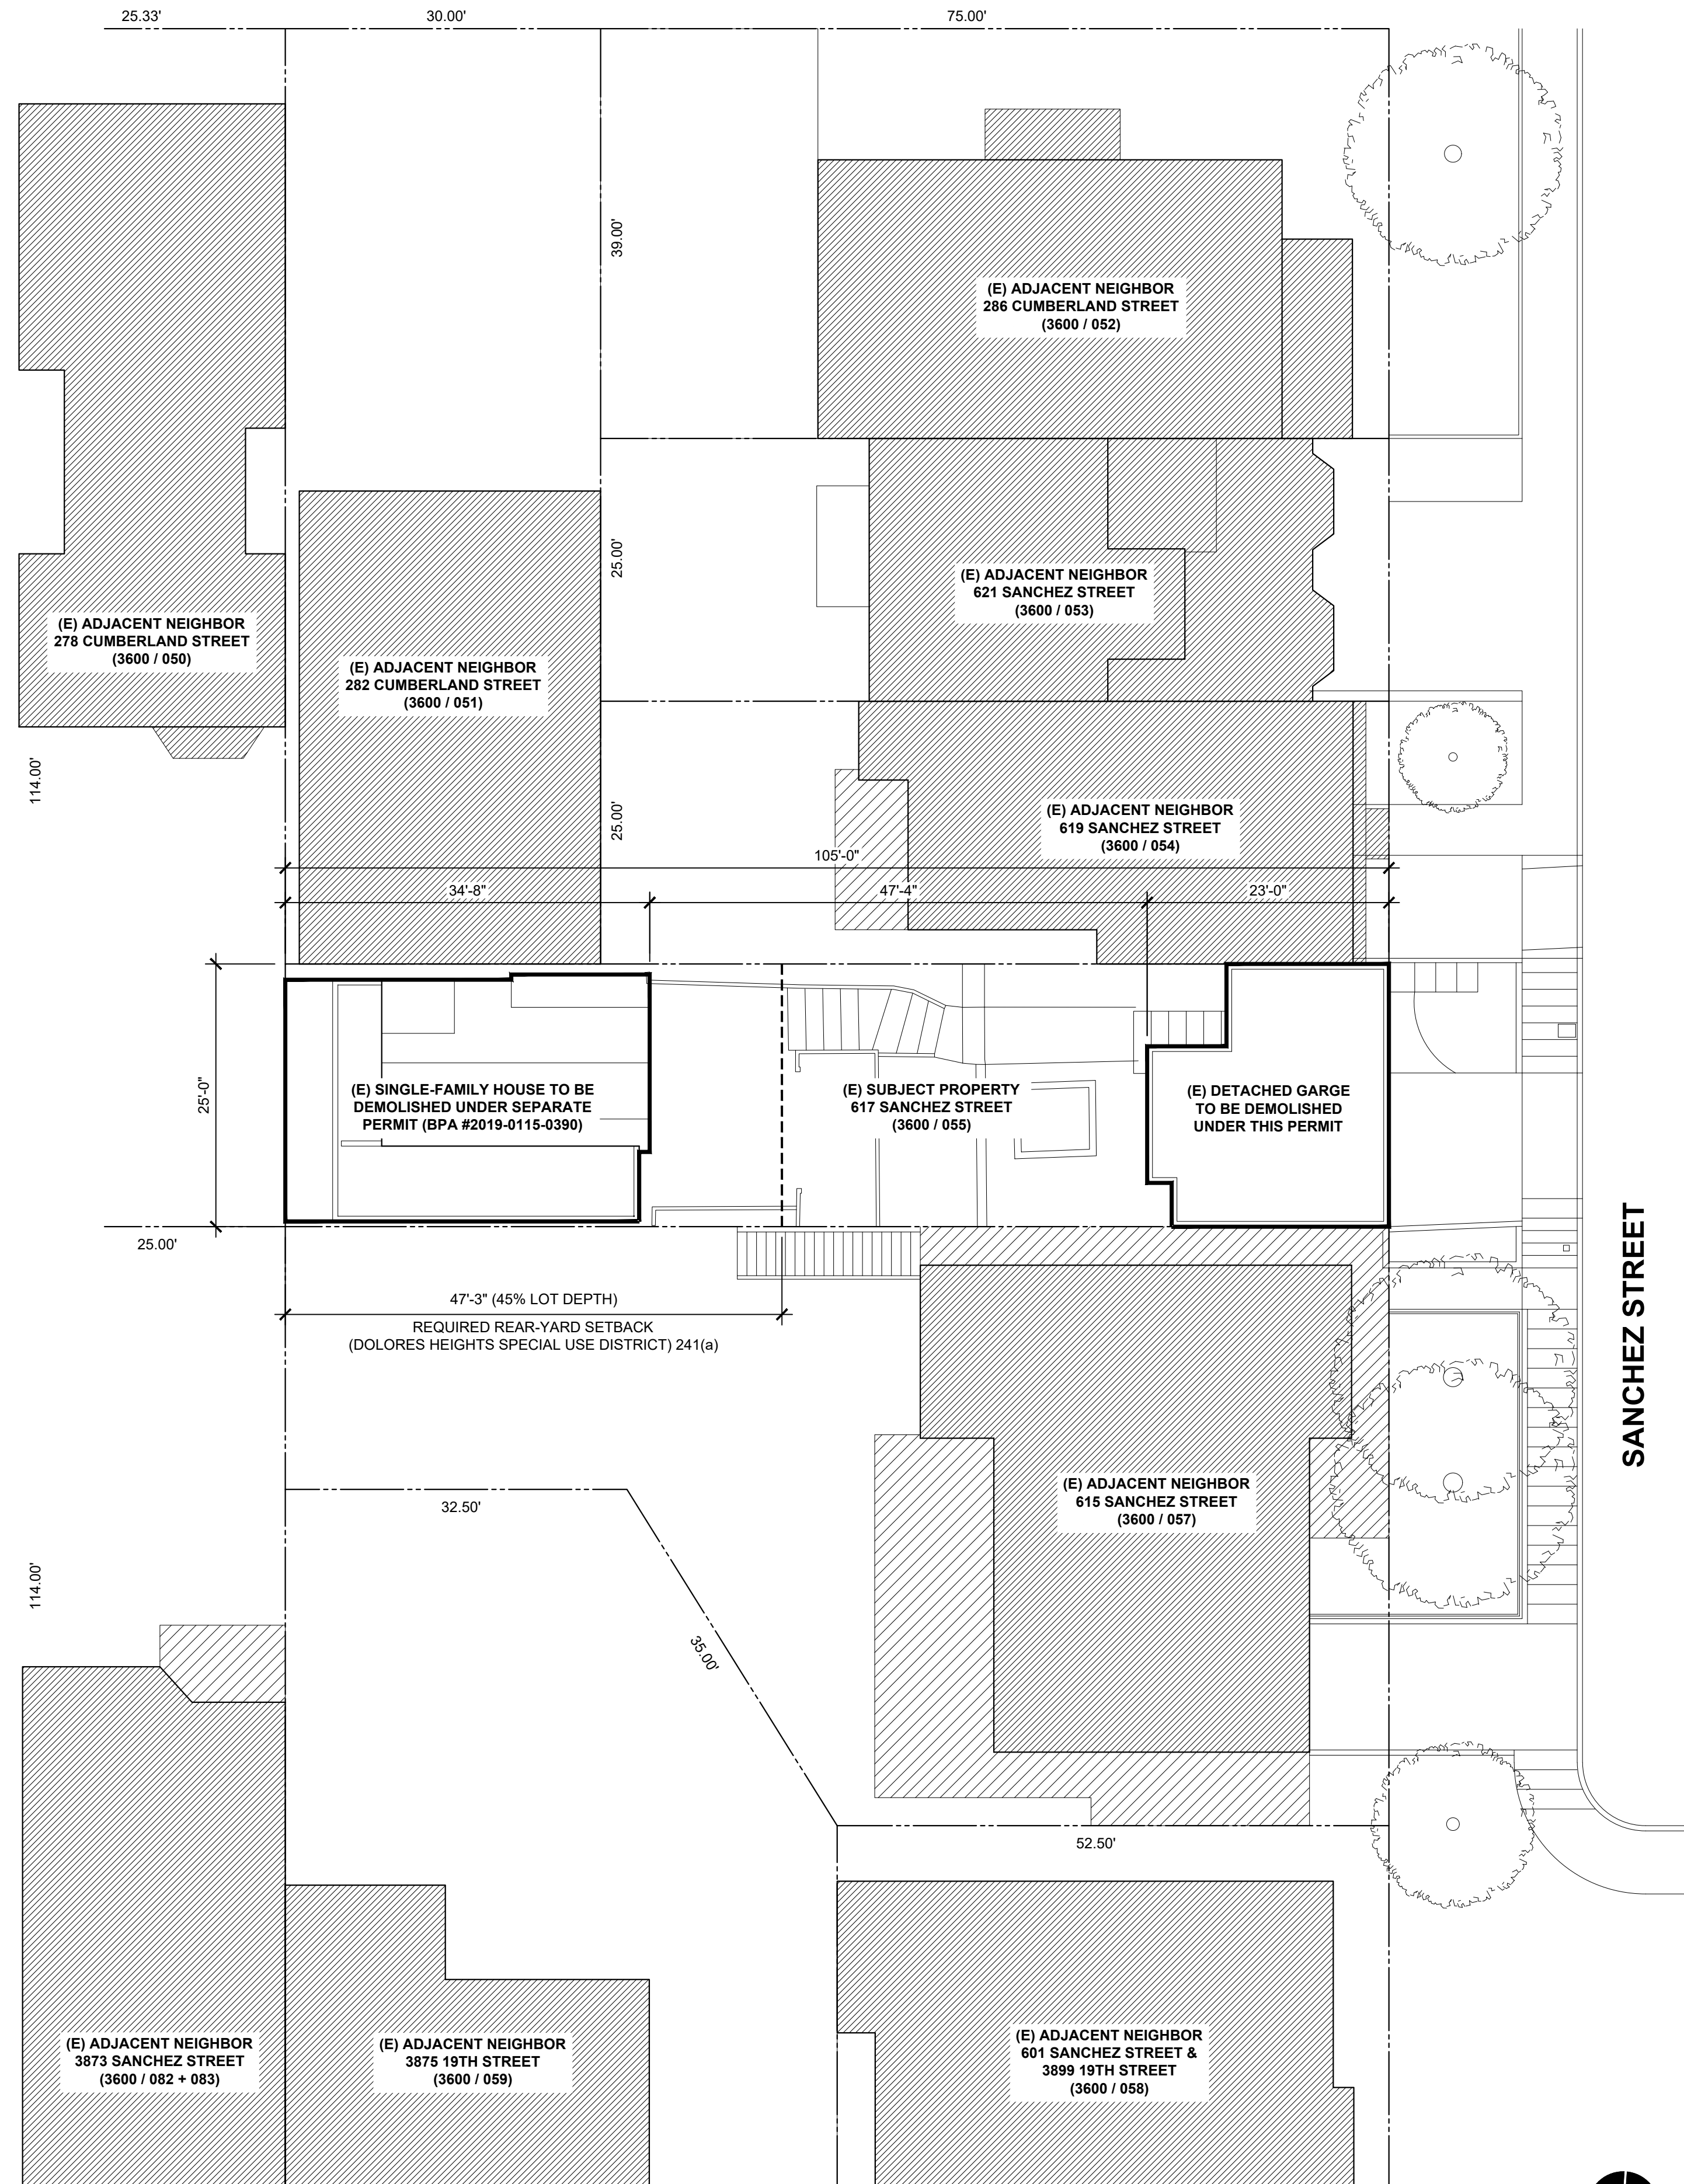 25.33'
30.00'
75.00'
39.00'
(E) ADJACENT NEIGHBOR
286 CUMBERLAND STREET
(3600 / 052)
25.00'
(E) ADJACENT NEIGHBOR
621 SANCHEZ STREET
(3600 / 053)
(E) ADJACENT NEIGHBOR
278 CUMBERLAND STREET
(3600 / 050)
(E) ADJACENT NEIGHBOR
282 CUMBERLAND STREET
(3600 / 051)
114.00'
25.00'
(E) ADJACENT NEIGHBOR
619 SANCHEZ STREET
(3600 / 054)
105'-0"
34'-8"
47'-4"
23'-0"
25'-0"
(E) SINGLE-FAMILY HOUSE TO BE
DEMOLISHED UNDER SEPARATE
PERMIT (BPA #2019-0115-0390)
(E) SUBJECT PROPERTY
617 SANCHEZ STREET
(3600 / 055)
(E) DETACHED GARGE
TO BE DEMOLISHED
UNDER THIS PERMIT
25.00'
47'-3" (45% LOT DEPTH)
REQUIRED REAR-YARD SETBACK
(DOLORES HEIGHTS SPECIAL USE DISTRICT) 241(a)
SANCHEZ STREET
32.50'
(E) ADJACENT NEIGHBOR
615 SANCHEZ STREET
(3600 / 057)
114.00'
35.00'
52.50'
(E) ADJACENT NEIGHBOR
3873 SANCHEZ STREET
(3600 / 082 + 083)
(E) ADJACENT NEIGHBOR
3875 19TH STREET
(3600 / 059)
(E) ADJACENT NEIGHBOR
601 SANCHEZ STREET &
3899 19TH STREET
(3600 / 058)